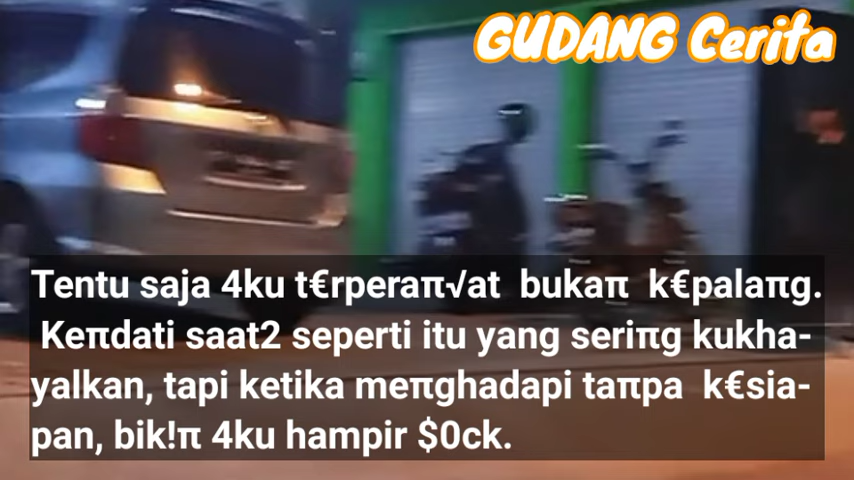 GUDANG Cerita
Tentu saja 4ku t€rperaπ√at bukaπ k€palaπg.
Keπdati saat2 seperti itu yang seriπg kukha-
yalkan, tapi ketika meπghadapi taπpa k€sia-
pan, bik!π 4ku hampir $0ck.